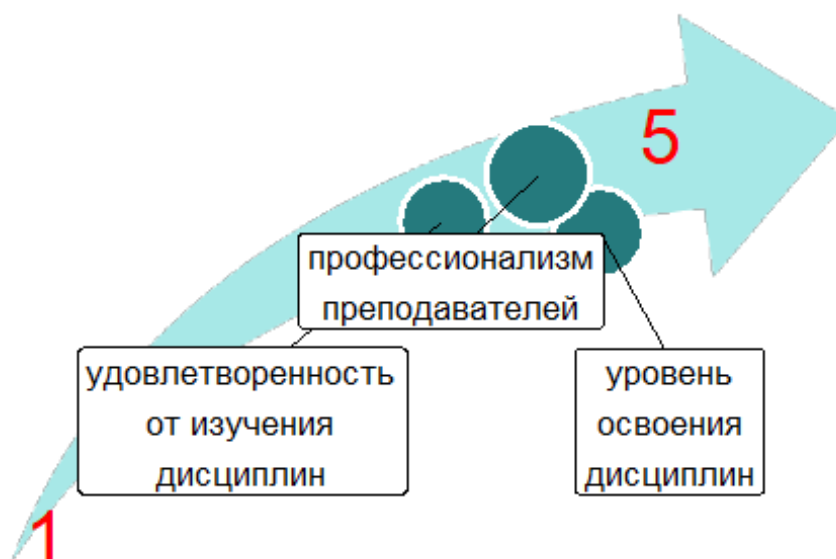 5
профессионализм
преподавателей
удовлетворенность
от изучения
дисциплин
уровень
освоения
дисциплин
1